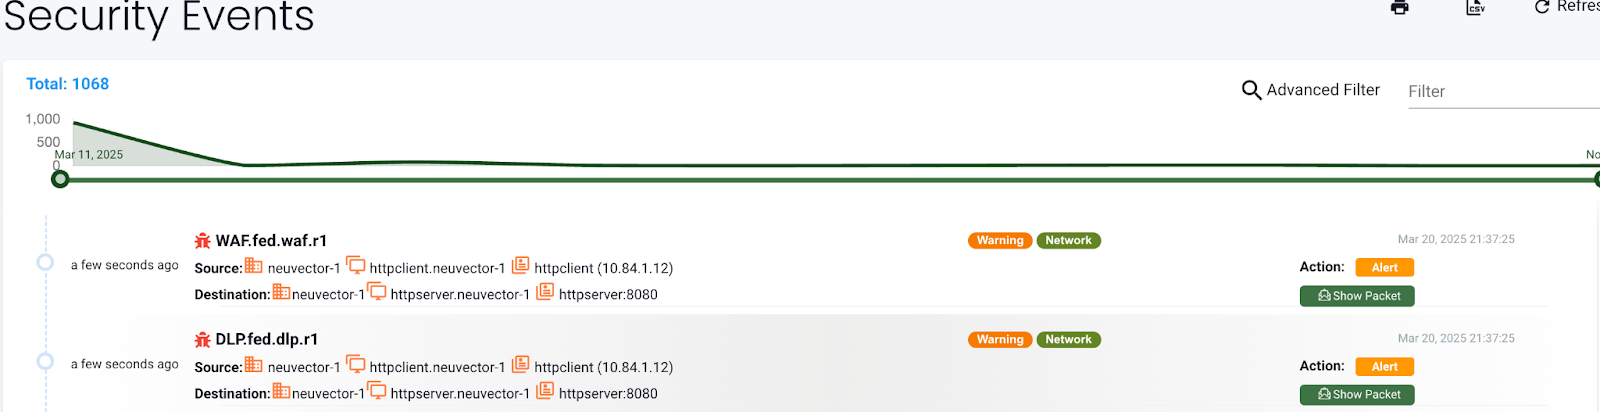 Security Events
CSV
Refres
Total: 1068
Advanced Filter
Filter
1,000
500
0
Mar 11, 2025
No
WAF.fed.waf.r1
Warning
Network
Mar 20, 2025 21:37:25
a few seconds ago
Source: neuvector-1 httpclient.neuvector-1 httpclient (10.84.1.12)
Action: Alert
Destination: neuvector-1 httpserver.neuvector-1 httpserver:8080
Show Packet
DLP.fed.dlp.r1
Warning
Network
Mar 20, 2025 21:37:25
a few seconds ago
Source: neuvector-1 httpclient.neuvector-1 httpclient (10.84.1.12)
Action: Alert
Destination: neuvector-1 httpserver.neuvector-1 httpserver:8080
Show Packet